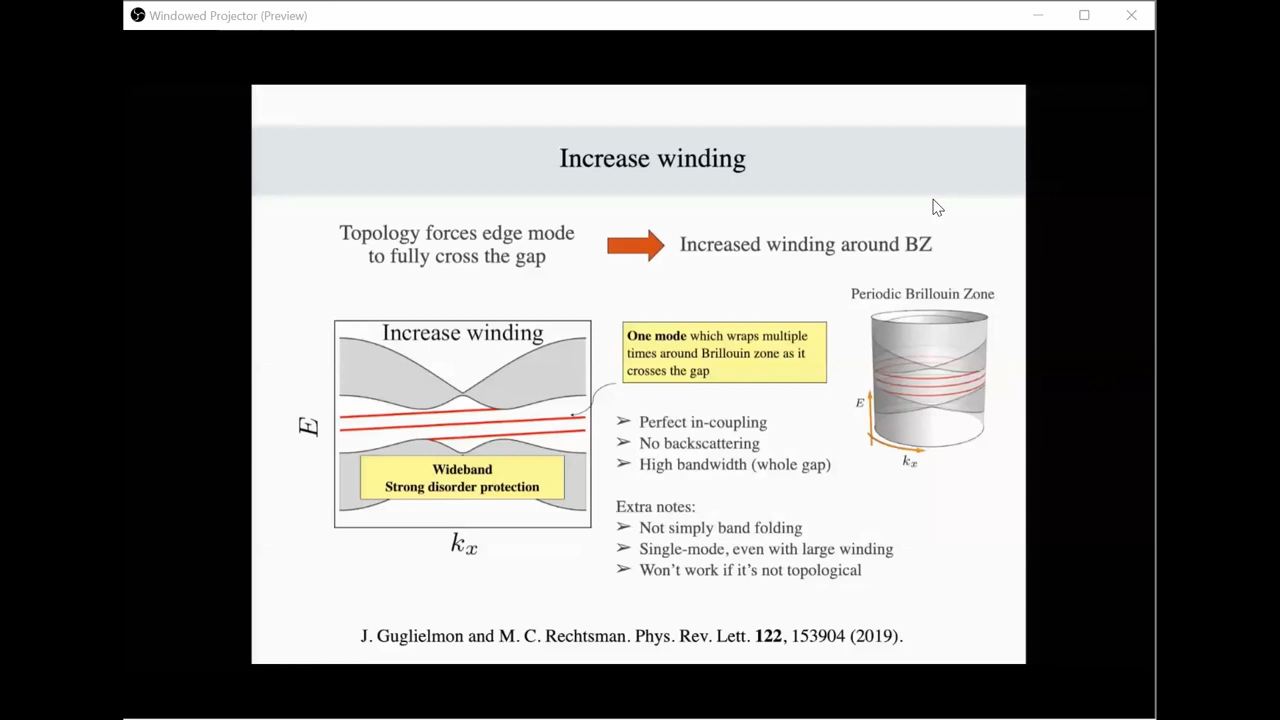 Windowed Projector (Preview)
Increase winding
Topology forces edge mode
to fully cross the gap
Increased winding around BZ
Periodic Brillouin Zone
Increase winding
One mode which wraps multiple
times around Brillouin zone as it
crosses the gap
E
E
➢ Perfect in-coupling
➢ No backscattering
➢ High bandwidth (whole gap)
kₓ
Wideband
Strong disorder protection
Extra notes:
➢ Not simply band folding
➢ Single-mode, even with large winding
➢ Won't work if it's not topological
kₓ
J. Guglielmon and M. C. Rechtsman. Phys. Rev. Lett. 122, 153904 (2019).